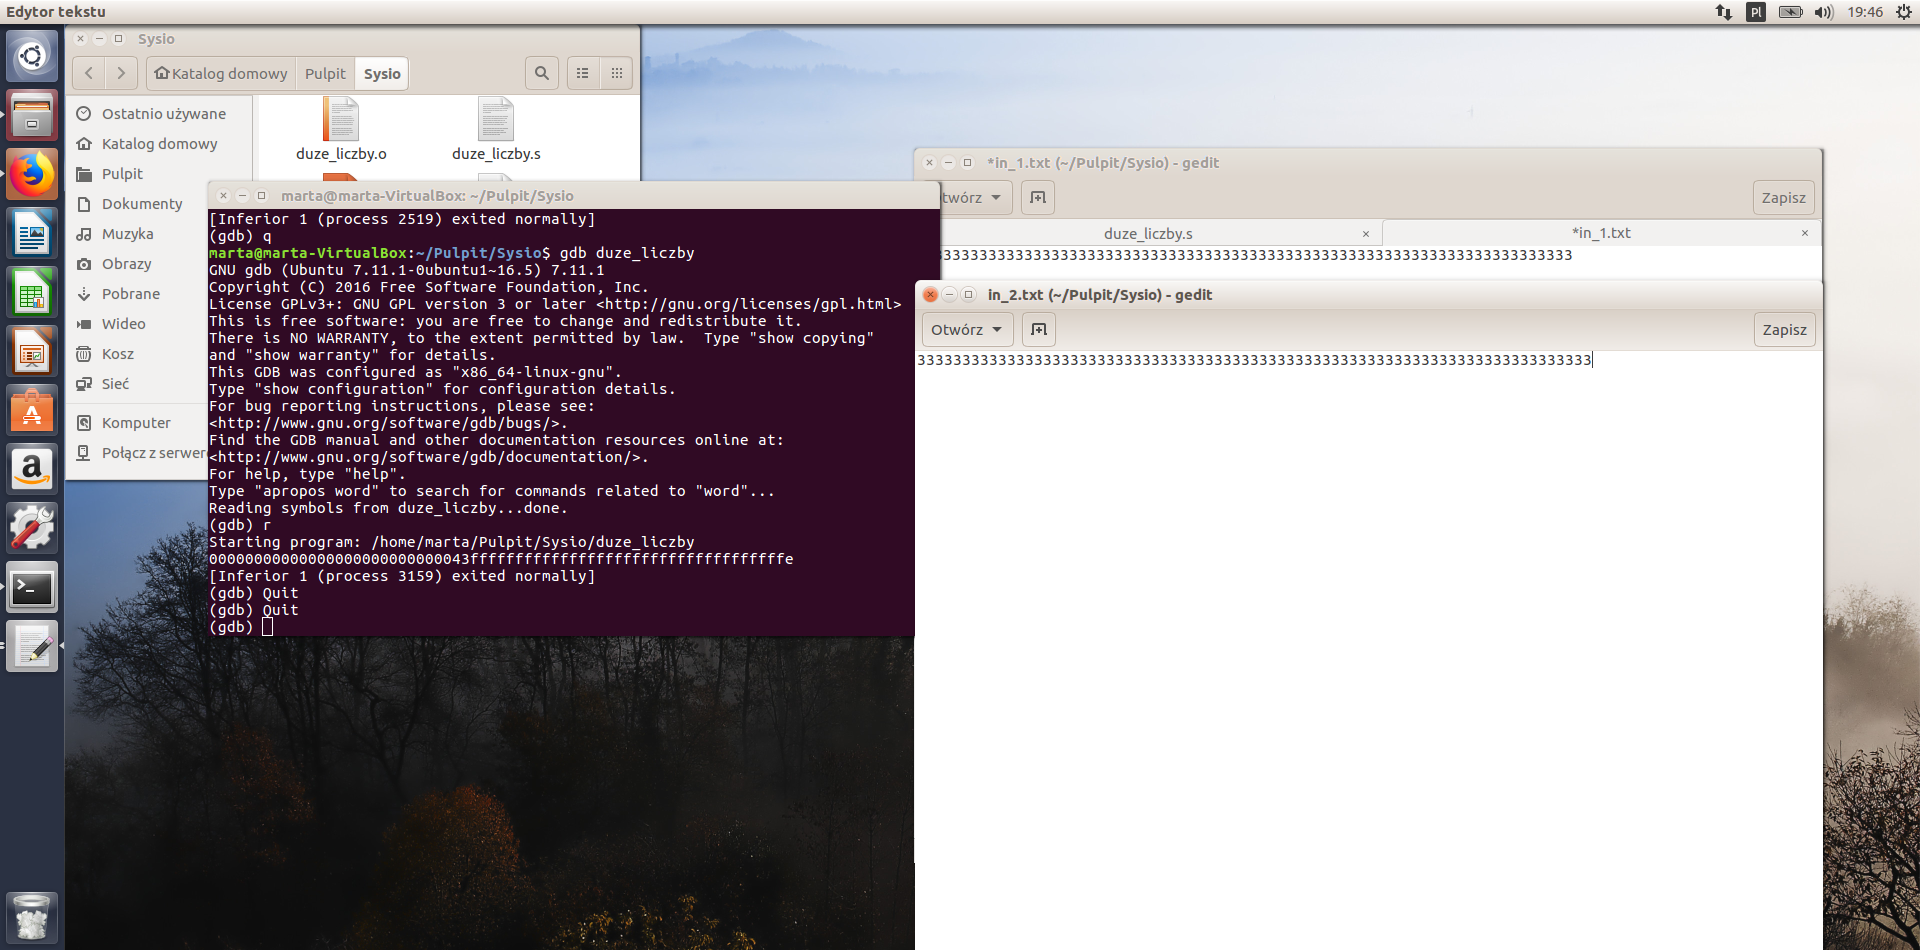 Edytor tekstu
Pl
19:46
Sysio
Katalog domowy
Pulpit
Sysio
Ostatnio używane
Katalog domowy
Pulpit
Dokumenty
Muzyka
Obrazy
Pobrane
Wideo
Kosz
Sieć
Komputer
Połącz z serwere
duze_liczby.o
duze_liczby.s
marta@marta-VirtualBox: ~/Pulpit/Sysio
[Inferior 1 (process 2519) exited normally]
(gdb) q
marta@marta-VirtualBox:~/Pulpit/Sysio$ gdb duze_liczby
GNU gdb (Ubuntu 7.11.1-0ubuntu1~16.5) 7.11.1
Copyright (C) 2016 Free Software Foundation, Inc.
License GPLv3+: GNU GPL version 3 or later <http://gnu.org/licenses/gpl.html>
This is free software: you are free to change and redistribute it.
There is NO WARRANTY, to the extent permitted by law.  Type "show copying"
and "show warranty" for details.
This GDB was configured as "x86_64-linux-gnu".
Type "show configuration" for configuration details.
For bug reporting instructions, please see:
<http://www.gnu.org/software/gdb/bugs/>.
Find the GDB manual and other documentation resources online at:
<http://www.gnu.org/software/gdb/documentation/>.
For help, type "help".
Type "apropos word" to search for commands related to "word"...
Reading symbols from duze_liczby...done.
(gdb) r
Starting program: /home/marta/Pulpit/Sysio/duze_liczby
00000000000000000000000000043fffffffffffffffffffffffffffffffffffe
[Inferior 1 (process 3159) exited normally]
(gdb) Quit
(gdb) Quit
(gdb)
*in_1.txt (~/Pulpit/Sysio) - gedit
twórz
Zapisz
duze_liczby.s
*in_1.txt
3333333333333333333333333333333333333333333333333333333333333333333333
in_2.txt (~/Pulpit/Sysio) - gedit
Otwórz
Zapisz
333333333333333333333333333333333333333333333333333333333333333333333333333